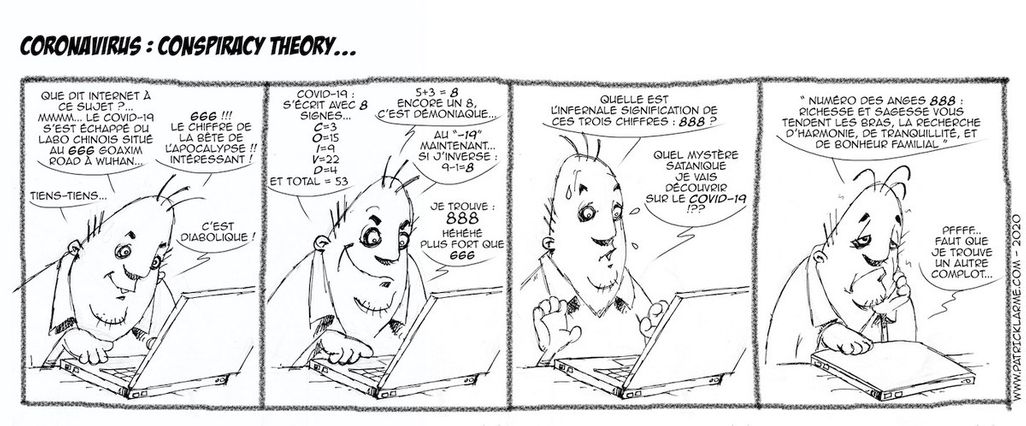 CORONAVIRUS : CONSPIRACY THEORY...
QUE DIT INTERNET À
CE SUJET ?...
MMMM... LE COVID-19
S'EST ÉCHAPPÉ DU
LABO CHINOIS SITUÉ
AU 666 GOAXIM
ROAD À WUHAN...
666 !!!
LE CHIFFRE DE
LA BÊTE DE
L'APOCALYPSE !!
INTÉRESSANT !
TIENS-TIENS...
C'EST
DIABOLIQUE !
COVID-19 :
S'ÉCRIT AVEC 8
SIGNES...
C=3
O=15
I=9
V=22
D=4
ET TOTAL = 53
5+3 = 8
ENCORE UN 8,
C'EST DÉMONIAQUE...
AU "-19"
MAINTENANT...
SI J'INVERSE :
9-1=8
JE TROUVE :
888
HÉHÉHÉ
PLUS FORT QUE
666
QUELLE EST
L'INFERNALE SIGNIFICATION DE
CES TROIS CHIFFRES : 888 ?
QUEL MYSTÈRE
SATANIQUE
JE VAIS
DÉCOUVRIR
SUR LE COVID-19
!??
" NUMÉRO DES ANGES 888 :
RICHESSE ET SAGESSE VOUS
TENDENT LES BRAS, LA RECHERCHE
D'HARMONIE, DE TRANQUILLITÉ, ET
DE BONHEUR FAMILIAL "
PFFFF...
FAUT QUE
JE TROUVE
UN AUTRE
COMPLOT...
WWW.PATRICKLARME.COM - 2020